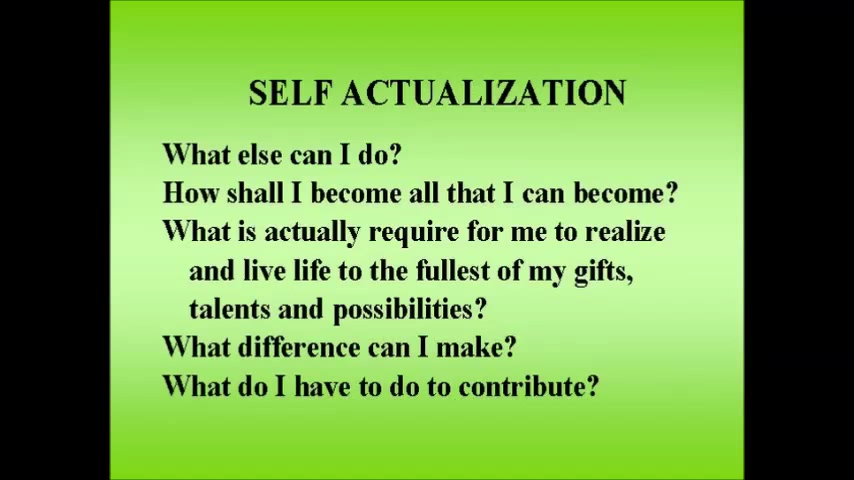 SELF ACTUALIZATION
What else can I do?
How shall I become all that I can become?
What is actually require for me to realize
and live life to the fullest of my gifts,
talents and possibilities?
What difference can I make?
What do I have to do to contribute?